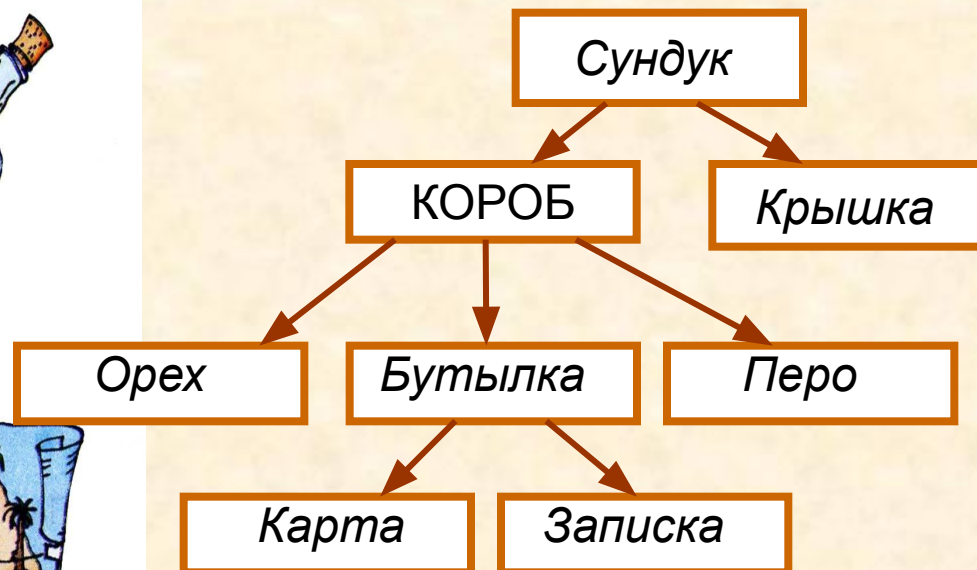 Сундук
КОРОБ
Крышка
Орех
Бутылка
Перо
Карта
Записка